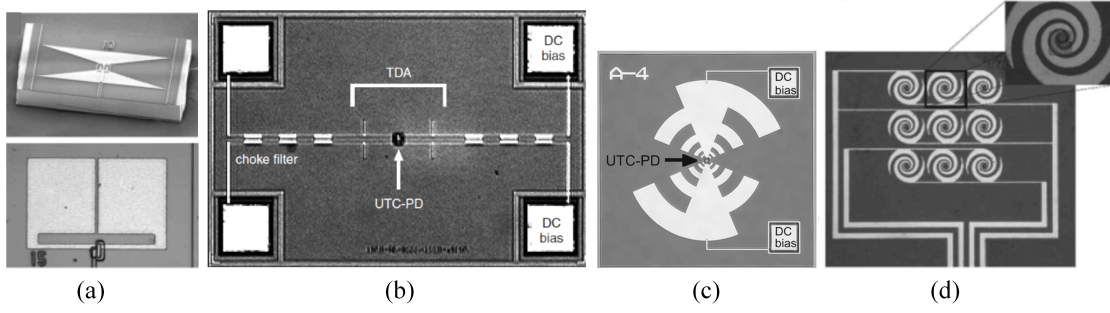 DC
bias
TDA
choke filter
UTC-PD
DC
bias
A-4
DC
bias
UTC-PD
DC
bias
15
(a)
(b)
(c)
(d)